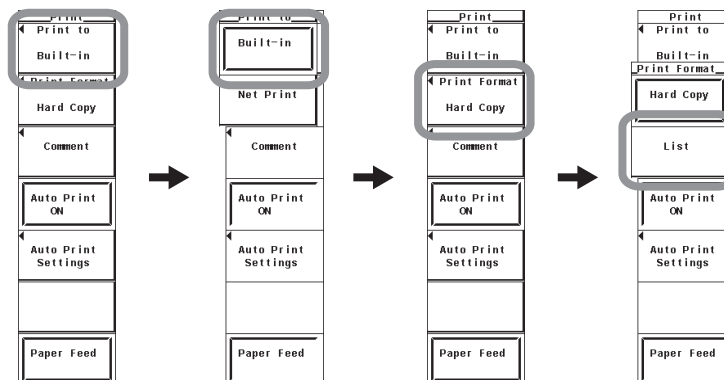 Print
Print to
Built-in
Print Format
Hard Copy
Comment
Auto Print
ON
Auto Print
Settings
Paper Feed
Print to
Built-in
Net Print
Comment
Auto Print
ON
Auto Print
Settings
Paper Feed
Print
Print to
Built-in
Print Format
Hard Copy
Comment
Auto Print
ON
Auto Print
Settings
Paper Feed
Print
Print to
Built-in
Print Format
Hard Copy
List
Auto Print
ON
Auto Print
Settings
Paper Feed